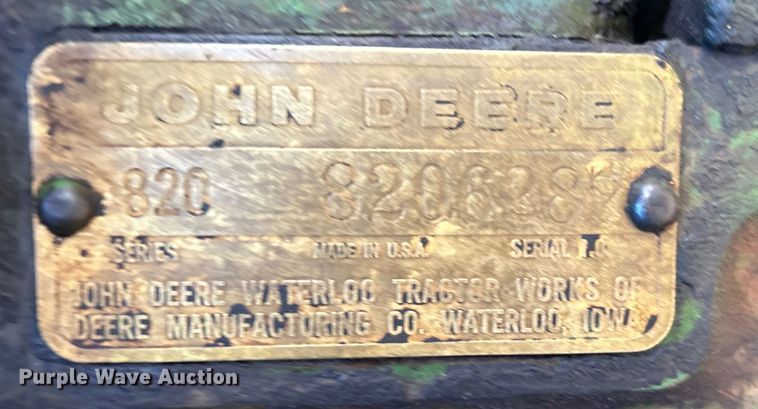 JOHN DEERE
820 8206285
SERIES MADE IN U.S.A. SERIAL NO.
JOHN DEERE WATERLOO TRACTOR WORKS OF
DEERE MANUFACTURING CO. WATERLOO, IOWA
Purple Wave Auction